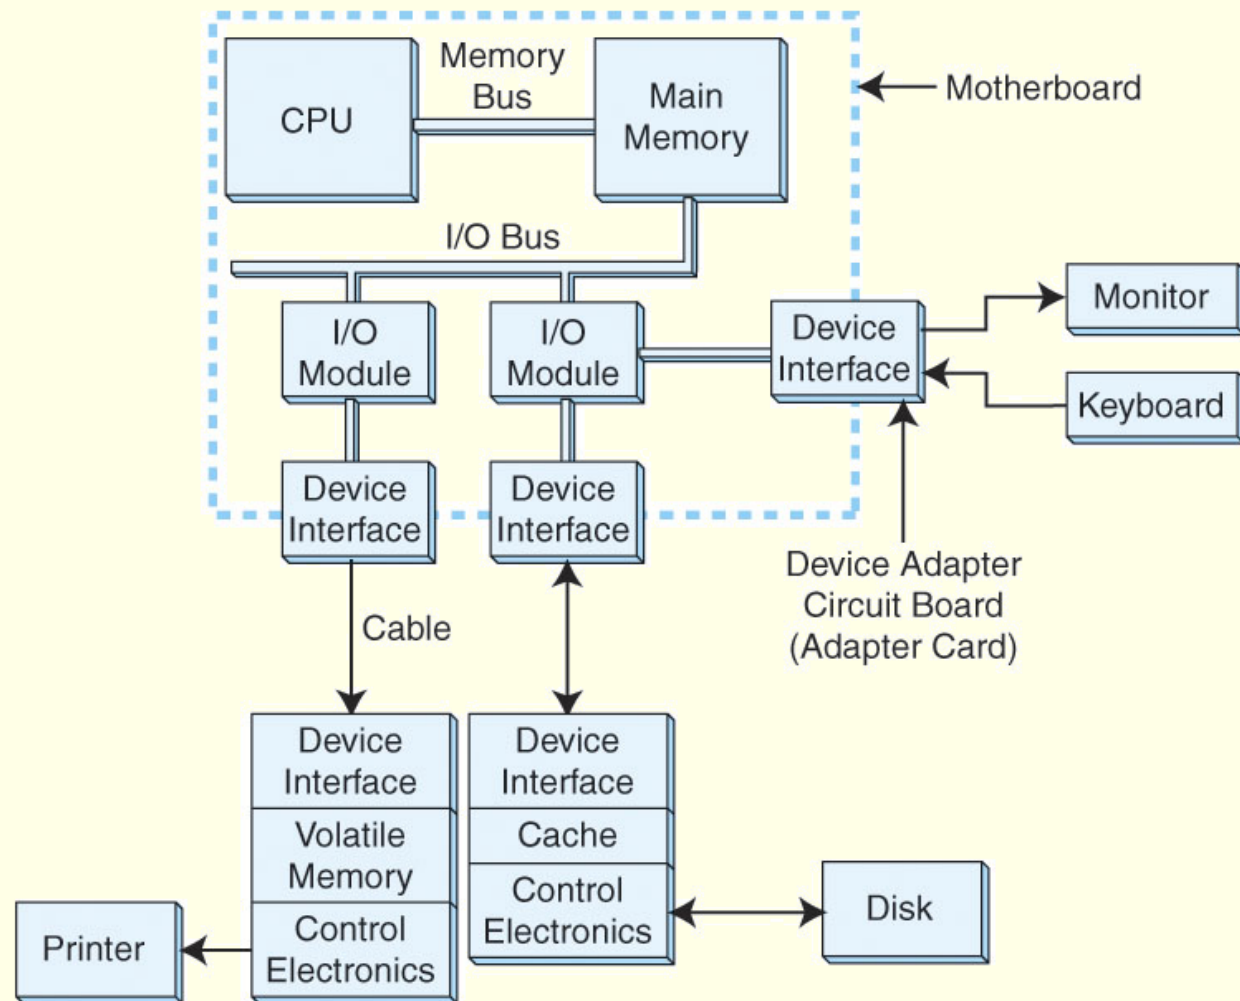 Memory
Bus
CPU
Main
Memory
Motherboard
I/O Bus
I/O
Module
I/O
Module
Device
Interface
Monitor
Keyboard
Device
Interface
Device
Interface
Device Adapter
Circuit Board
(Adapter Card)
Cable
Device
Interface
Volatile
Memory
Control
Electronics
Device
Interface
Cache
Control
Electronics
Printer
Disk